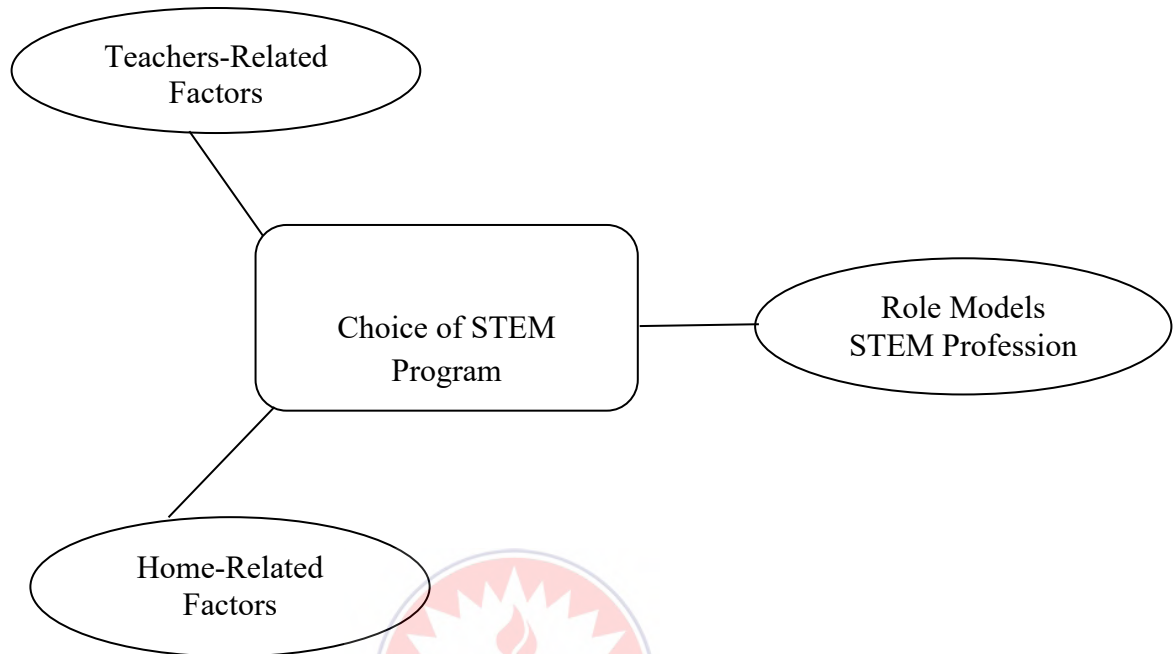 Teachers-Related
Factors
Choice of STEM
Program
Role Models
STEM Profession
Home-Related
Factors